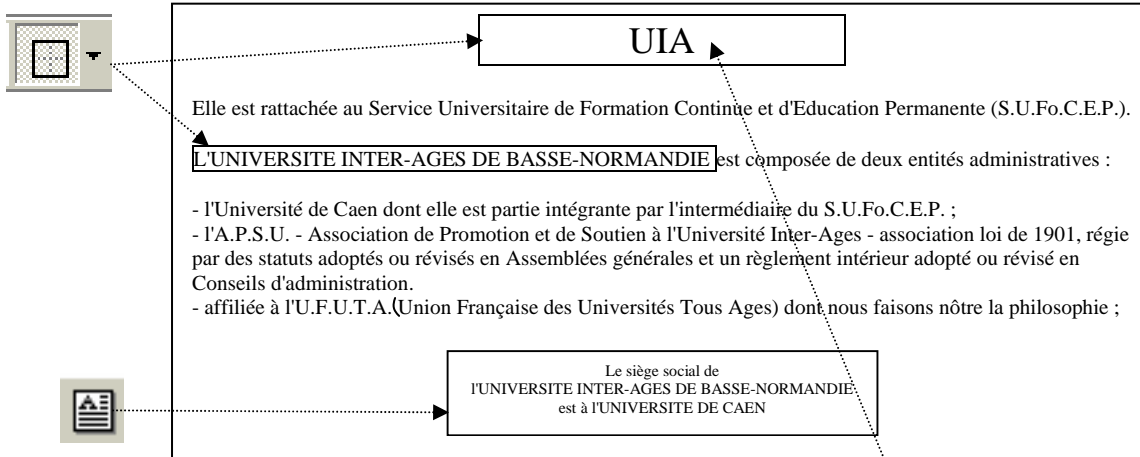 UIA
Elle est rattachée au Service Universitaire de Formation Continue et d'Education Permanente (S.U.Fo.C.E.P.).
L'UNIVERSITE INTER-AGES DE BASSE-NORMANDIE est composée de deux entités administratives :
- l'Université de Caen dont elle est partie intégrante par l'intermédiaire du S.U.Fo.C.E.P. ;
- l'A.P.S.U. - Association de Promotion et de Soutien à l'Université Inter-Ages - association loi de 1901, régie
par des statuts adoptés ou révisés en Assemblées générales et un règlement intérieur adopté ou révisé en
Conseils d'administration.
- affiliée à l'U.F.U.T.A.(Union Française des Universités Tous Ages) dont nous faisons nôtre la philosophie ;
Le siège social de
l'UNIVERSITE INTER-AGES DE BASSE-NORMANDIE
est à l'UNIVERSITE DE CAEN